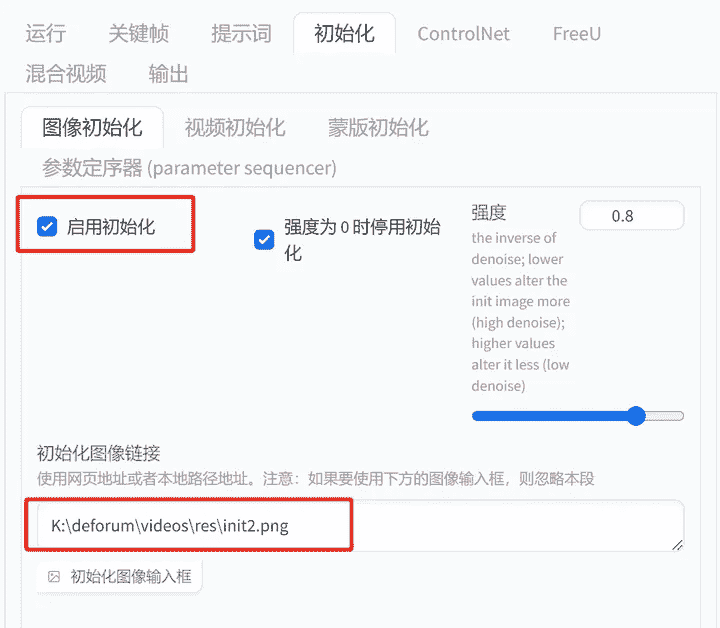 运行 关键帧 提示词 初始化 ControlNet FreeU
混合视频 输出
图像初始化 视频初始化 蒙版初始化
参数定序器 (parameter sequencer)
启用初始化
强度为 0 时停用初始
化
强度
0.8
the inverse of
denoise; lower
values alter the
init image more
(high denoise);
higher values
alter it less (low
denoise)
初始化图像链接
使用网页地址或者本地路径地址。注意：如果要使用下方的图像输入框，则忽略本段
K:\deforum\videos\res\init2.png
初始化图像输入框